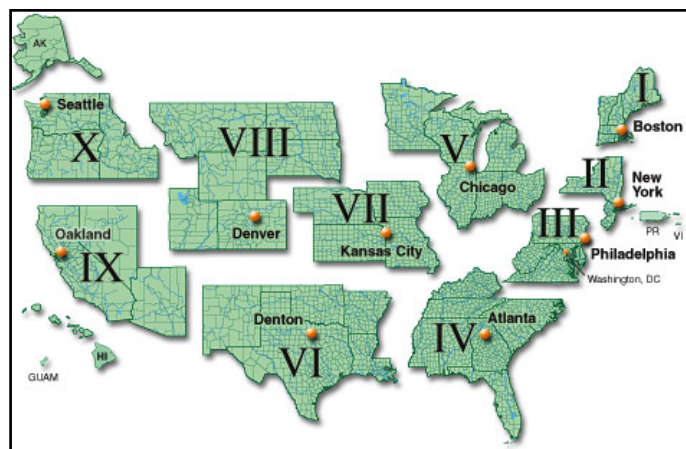 AK
Seattle
X
VIII
V
Chicago
I
Boston
II
New
York
PR
VI
III
Philadelphia
Washington, DC
Denver
VII
Kansas City
Oakland
IX
HI
GUAM
Denton
VI
IV
Atlanta